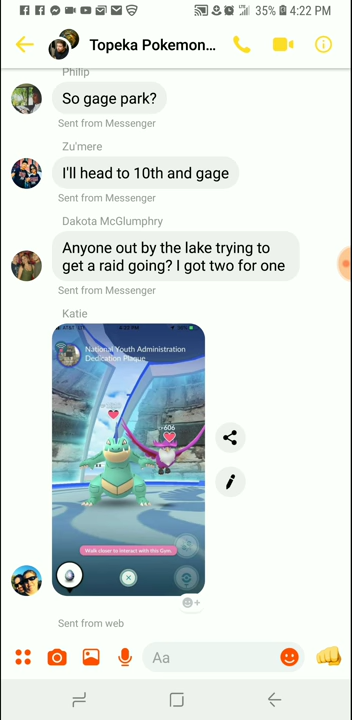 35% 4:22 PM
Topeka Pokemon...
Philip
So gage park?
Sent from Messenger
Zu'mere
I'll head to 10th and gage
Sent from Messenger
Dakota McGlumphry
Anyone out by the lake trying to
get a raid going? I got two for one
Sent from Messenger
Katie
National Youth Administration
Dedication Plaque
CP606
Walk closer to interact with this Gym.
Sent from web
Aa